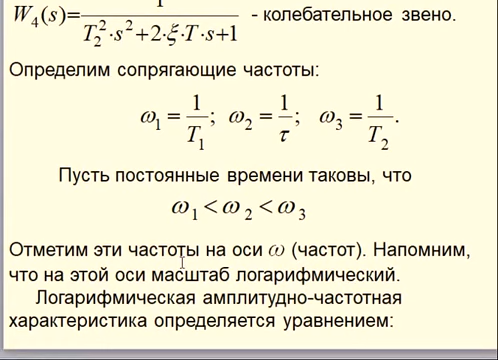 W₄(s)=1/(T₂²·s²+2·ξ·T·s+1) - колебательное звено.
Определим сопрягающие частоты:
ω₁ = 1/T₁; ω₂ = 1/τ; ω₃ = 1/T₂.
Пусть постоянные времени таковы, что
ω₁ < ω₂ < ω₃
Отметим эти частоты на оси ω (частот). Напомним,
что на этой оси масштаб логарифмический.
Логарифмическая амплитудно-частотная
характеристика определяется уравнением: